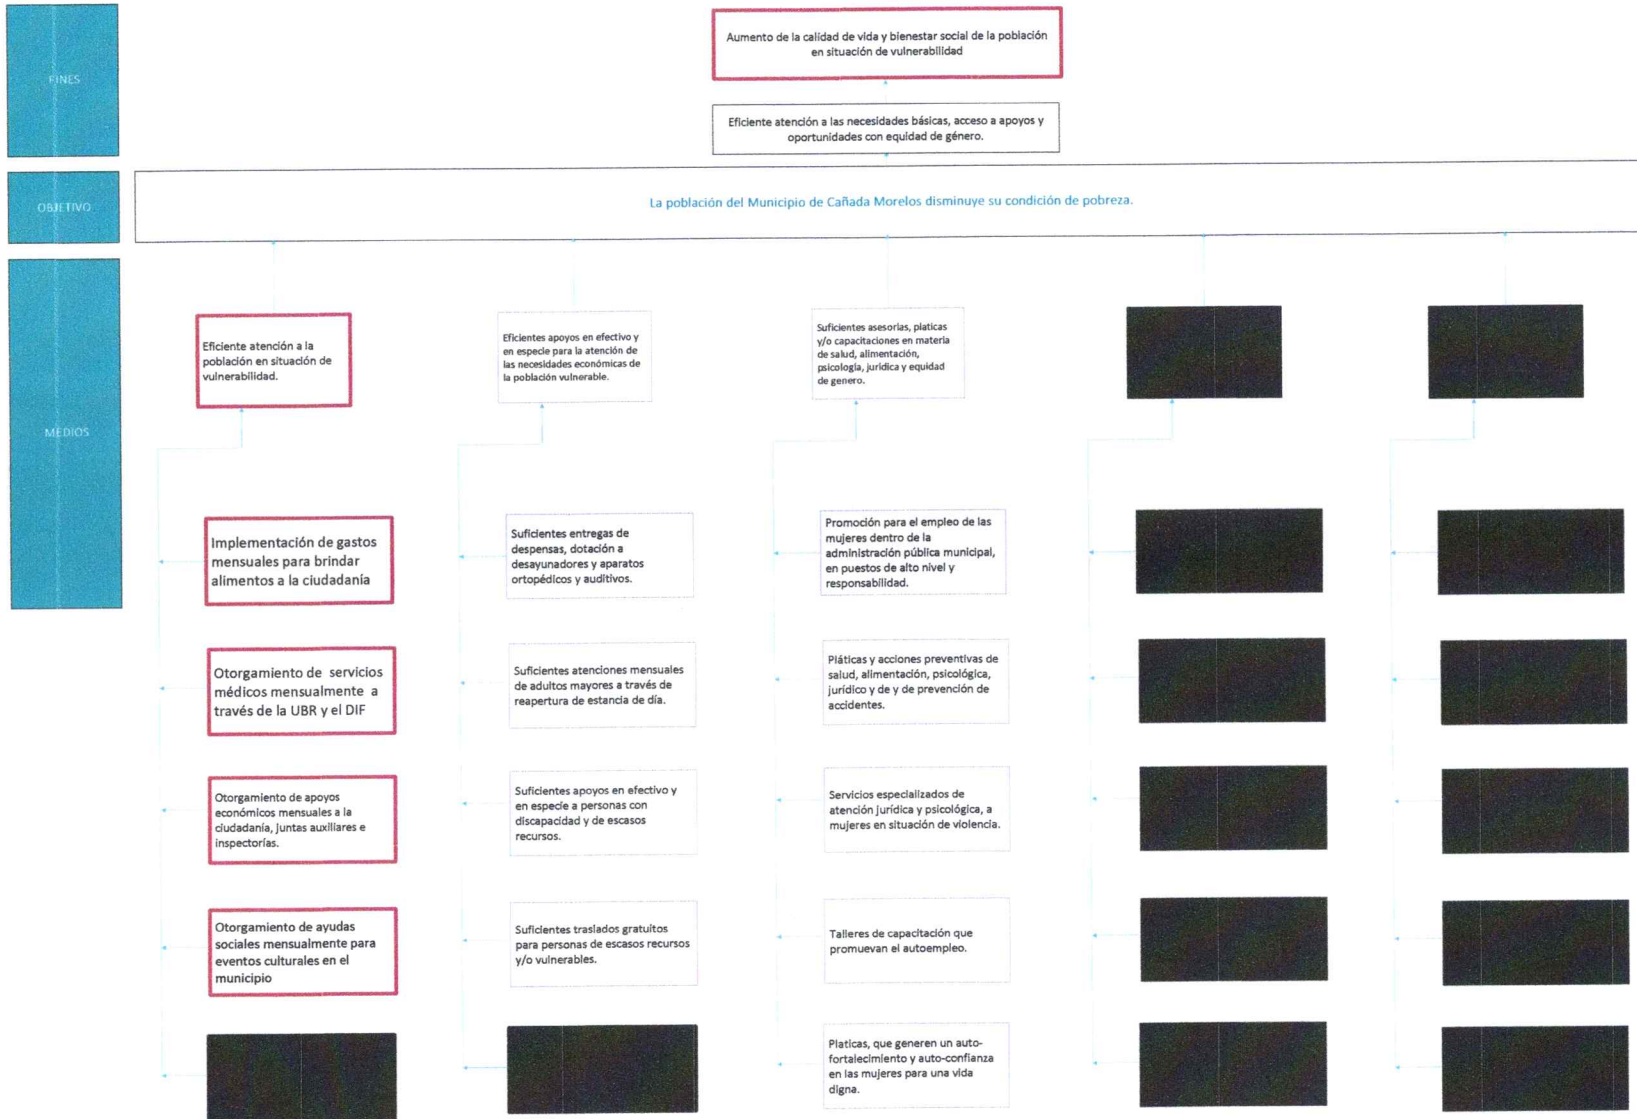 FINES
Aumento de la calidad de vida y bienestar social de la población
en situación de vulnerabilidad
Eficiente atención a las necesidades básicas, acceso a apoyos y
oportunidades con equidad de género.
OBJETIVO
La población del Municipio de Cañada Morelos disminuye su condición de pobreza.
MEDIOS
Eficiente atención a la
población en situación de
vulnerabilidad.
Eficientes apoyos en efectivo y
en especie para la atención de
las necesidades económicas de
la población vulnerable.
Suficientes asesorías, platicas
y/o capacitaciones en materia
de salud, alimentación,
psicología, jurídica y equidad
de genero.
Implementación de gastos
mensuales para brindar
alimentos a la ciudadanía
Suficientes entregas de
despensas, dotación a
desayunadores y aparatos
ortopédicos y auditivos.
Promoción para el empleo de las
mujeres dentro de la
administración pública municipal,
en puestos de alto nivel y
responsabilidad.
Otorgamiento de servicios
médicos mensualmente a
través de la UBR y el DIF
Suficientes atenciones mensuales
de adultos mayores a través de
reapertura de estancia de día.
Pláticas y acciones preventivas de
salud, alimentación, psicológica,
jurídico y de y de prevención de
accidentes.
Otorgamiento de apoyos
económicos mensuales a la
ciudadanía, juntas auxiliares e
inspectorías.
Suficientes apoyos en efectivo y
en especie a personas con
discapacidad y de escasos
recursos.
Servicios especializados de
atención jurídica y psicológica, a
mujeres en situación de violencia.
Otorgamiento de ayudas
sociales mensualmente para
eventos culturales en el
municipio
Suficientes traslados gratuitos
para personas de escasos recursos
y/o vulnerables.
Talleres de capacitación que
promuevan el autoempleo.
Platicas, que generen un auto-
fortalecimiento y auto-confianza
en las mujeres para una vida
digna.